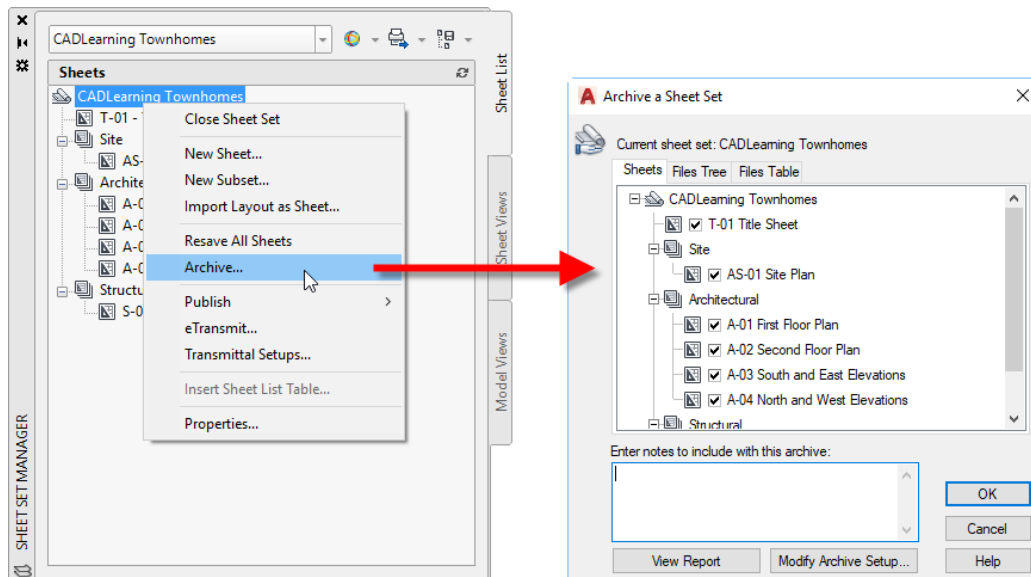 CADLearning Townhomes
Sheets
CADLearning Townhomes
T-01 -
Site
AS-
Archite
A-0
A-0
A-0
A-0
Structu
S-0
Close Sheet Set
New Sheet...
New Subset...
Import Layout as Sheet...
Resave All Sheets
Archive...
Publish
eTransmit...
Transmittal Setups...
Insert Sheet List Table...
Properties...
Sheet List
Sheet Views
Model Views
SHEET SET MANAGER
A Archive a Sheet Set
Current sheet set: CADLearning Townhomes
Sheets Files Tree Files Table
CADLearning Townhomes
T-01 Title Sheet
Site
AS-01 Site Plan
Architectural
A-01 First Floor Plan
A-02 Second Floor Plan
A-03 South and East Elevations
A-04 North and West Elevations
Structural
Enter notes to include with this archive:
OK
Cancel
View Report Modify Archive Setup... Help